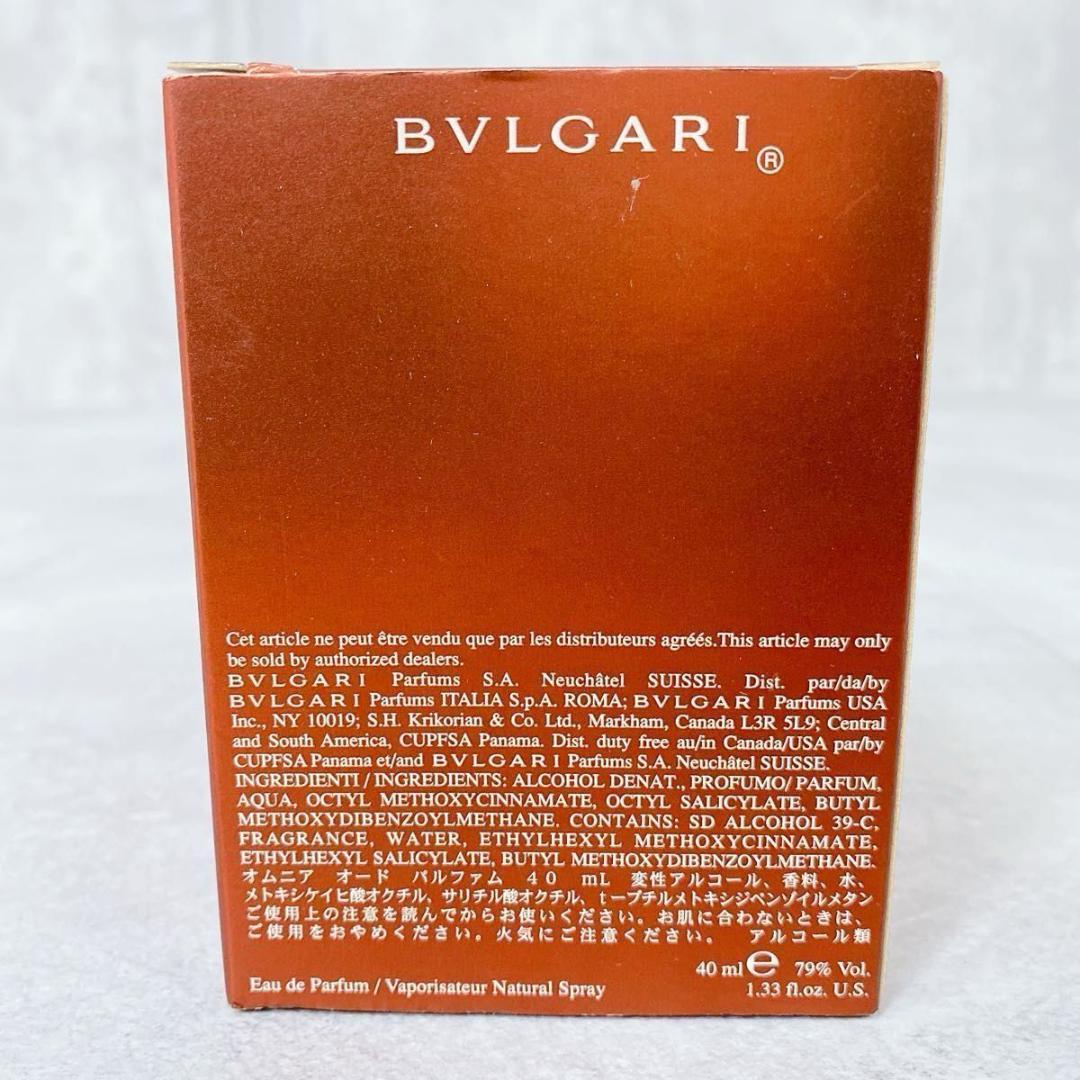 BVLGARI®
Cet article ne peut être vendu que par les distributeurs agréés.This article may only
be sold by authorized dealers.
BVLGARI Parfums S.A. Neuchâtel SUISSE. Dist. par/da/by
BVLGARI Parfums ITALIA S.p.A. ROMA; BVLGARI Parfums USA
Inc., NY 10019; S.H. Krikorian & Co. Ltd., Markham, Canada L3R 5L9; Central
and South America, CUPFSA Panama. Dist. duty free au/in Canada/USA par/by
CUPFSA Panama et/and BVLGARI Parfums S.A. Neuchâtel SUISSE.
INGREDIENTI / INGREDIENTS: ALCOHOL DENAT., PROFUMO/ PARFUM,
AQUA, OCTYL METHOXYCINNAMATE, OCTYL SALICYLATE, BUTYL
METHOXYDIBENZOYLMETHANE. CONTAINS: SD ALCOHOL 39-C,
FRAGRANCE, WATER, ETHYLHEXYL METHOXYCINNAMATE,
ETHYLHEXYL SALICYLATE, BUTYL METHOXYDIBENZOYLMETHANE.
オムニア オード パルファム 40 mL 変性アルコール、香料、水、
メトキシケイヒ酸オクチル、サリチル酸オクチル、t-ブチルメトキシジベンゾイルメタン
ご使用上の注意を読んでからお使いください。お肌に合わないときは、
ご使用をおやめください。火気にご注意ください。 アルコール類
40 ml ℮ 79% Vol.
Eau de Parfum / Vaporisateur Natural Spray 1.33 fl.oz. U.S.